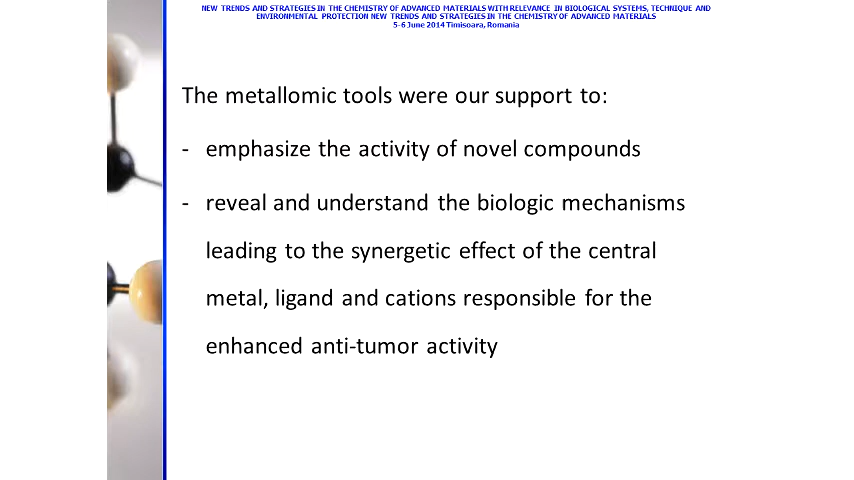 NEW TRENDS AND STRATEGIES IN THE CHEMISTRY OF ADVANCED MATERIALS WITH RELEVANCE IN BIOLOGICAL SYSTEMS, TECHNIQUE AND
ENVIRONMENTAL PROTECTION NEW TRENDS AND STRATEGIES IN THE CHEMISTRY OF ADVANCED MATERIALS
5-6 June 2014 Timisoara, Romania
The metallomic tools were our support to:
- emphasize the activity of novel compounds
- reveal and understand the biologic mechanisms
leading to the synergetic effect of the central
metal, ligand and cations responsible for the
enhanced anti-tumor activity